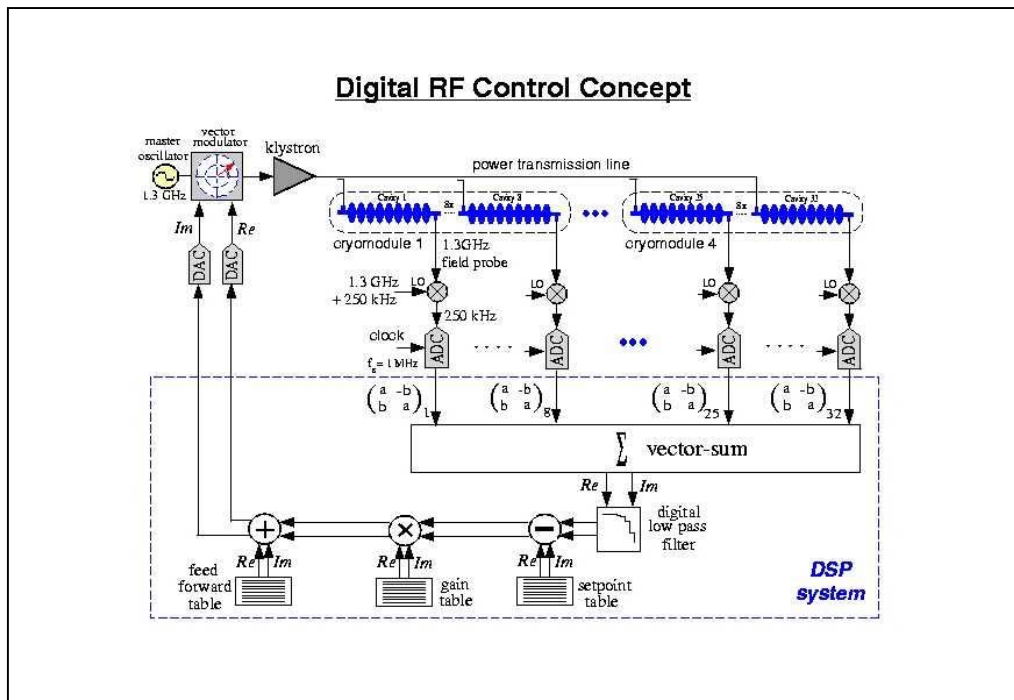 Digital RF Control Concept
master
oscillator
1.3 GHz
vector
modulator
klystron
power transmission line
Cavity 1
8x
Cavity 8
Cavity 25
8x
Cavity 32
cryomodule 1
cryomodule 4
Im
Re
DAC
DAC
1.3GHz
field probe
LO
LO
LO
LO
1.3 GHz
+ 250 kHz
250 kHz
clock
ADC
ADC
ADC
ADC
f_s = 1 MHz
(a -b
b a)1
(a -b
b a)8
(a -b
b a)25
(a -b
b a)32
Σ vector-sum
Re
Im
digital
low pass
filter
+
×
−
Re Im
Re Im
Re Im
feed
forward
table
gain
table
setpoint
table
DSP
system